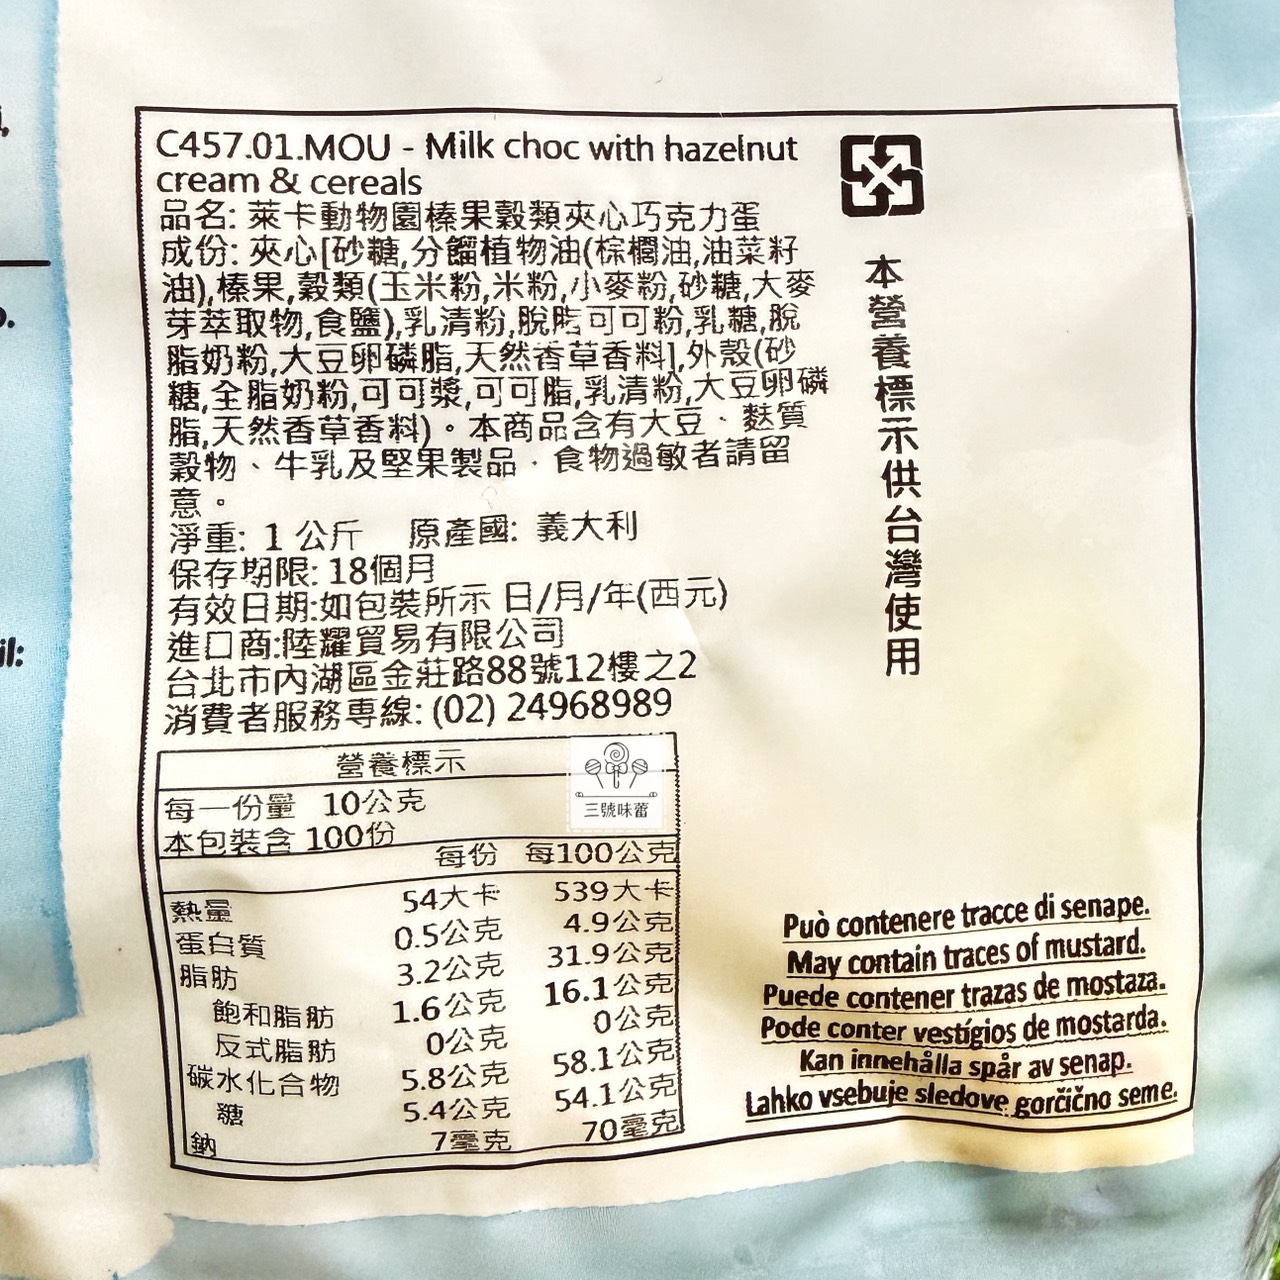 C457.01.MOU - Milk choc with hazelnut
cream & cereals
品名: 萊卡動物園榛果穀類夾心巧克力蛋
成份: 夾心[砂糖,分餾植物油(棕櫚油,油菜籽
油),榛果,穀類(玉米粉,米粉,小麥粉,砂糖,大麥
芽萃取物,食鹽),乳清粉,脫脂可可粉,乳糖,脫
脂奶粉,大豆卵磷脂,天然香草香料],外殼(砂
糖,全脂奶粉,可可漿,可可脂,乳清粉,大豆卵磷
脂,天然香草香料)。本商品含有大豆、麩質
穀物、牛乳及堅果製品．食物過敏者請留
意。
淨重: 1 公斤 原產國: 義大利
保存期限: 18個月
有效日期:如包裝所示 日/月/年(西元)
進口商:陸耀貿易有限公司
台北市內湖區金莊路88號12樓之2
消費者服務專線: (02) 24968989
本營養標示供台灣使用
營養標示
三號味蕾
每一份量 10公克
本包裝含 100份
每份 每100公克
熱量 54大卡 539大卡
蛋白質 0.5公克 4.9公克
脂肪 3.2公克 31.9公克
飽和脂肪 1.6公克 16.1公克
反式脂肪 0公克 0公克
碳水化合物 5.8公克 58.1公克
糖 5.4公克 54.1公克
鈉 7毫克 70毫克
Può contenere tracce di senape.
May contain traces of mustard.
Puede contener trazas de mostaza.
Pode conter vestígios de mostarda.
Kan innehålla spår av senap.
Lahko vsebuje sledove gorčično seme.
il: